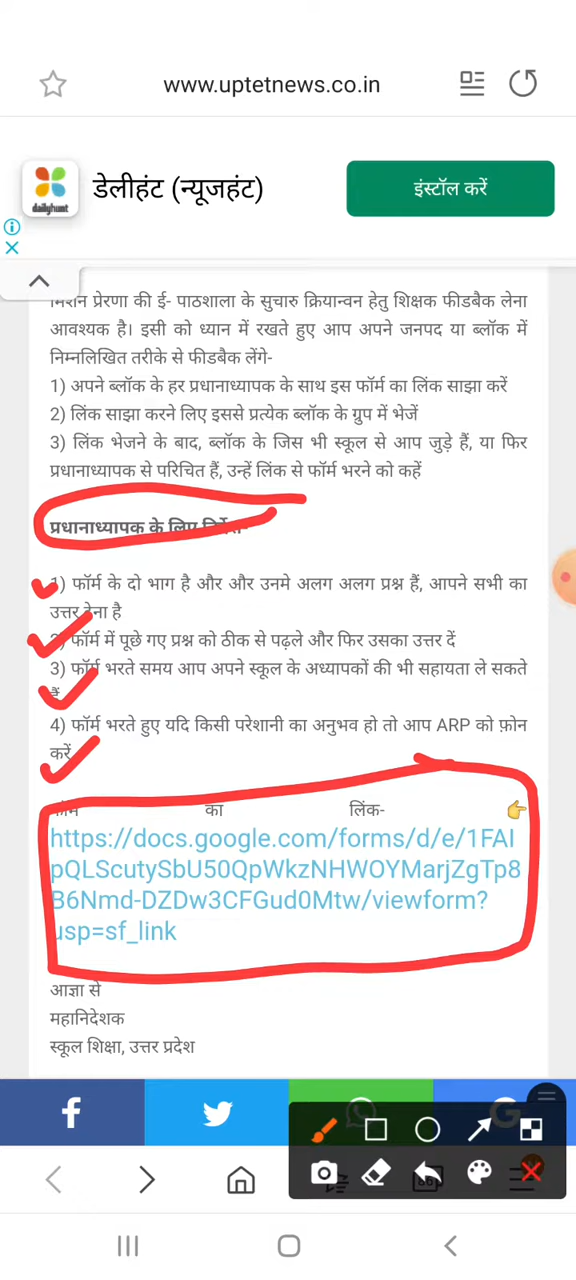 www.uptetnews.co.in
डेलीहंट (न्यूजहंट)
इंस्टॉल करें
dailyhunt
मिशन प्रेरणा की ई- पाठशाला के सुचारु क्रियान्वन हेतु शिक्षक फीडबैक लेना
आवश्यक है। इसी को ध्यान में रखते हुए आप अपने जनपद या ब्लॉक में
निम्नलिखित तरीके से फीडबैक लेंगे-
1) अपने ब्लॉक के हर प्रधानाध्यापक के साथ इस फॉर्म का लिंक साझा करें
2) लिंक साझा करने लिए इससे प्रत्येक ब्लॉक के ग्रुप में भेजें
3) लिंक भेजने के बाद, ब्लॉक के जिस भी स्कूल से आप जुड़े हैं, या फिर
प्रधानाध्यापक से परिचित हैं, उन्हें लिंक से फॉर्म भरने को कहें
प्रधानाध्यापक के लिए निर्देश-
1) फॉर्म के दो भाग है और और उनमे अलग अलग प्रश्न हैं, आपने सभी का
उत्तर देना है
2) फॉर्म में पूछे गए प्रश्न को ठीक से पढ़ले और फिर उसका उत्तर दें
3) फॉर्म भरते समय आप अपने स्कूल के अध्यापकों की भी सहायता ले सकते
हैं
4) फॉर्म भरते हुए यदि किसी परेशानी का अनुभव हो तो आप ARP को फ़ोन
करें
फॉर्म का लिंक- 👉
https://docs.google.com/forms/d/e/1FAI
pQLScutySbU50QpWkzNHWOYMarjZgTp8
B6Nmd-DZDw3CFGud0Mtw/viewform?
usp=sf_link
आज्ञा से
महानिदेशक
स्कूल शिक्षा, उत्तर प्रदेश